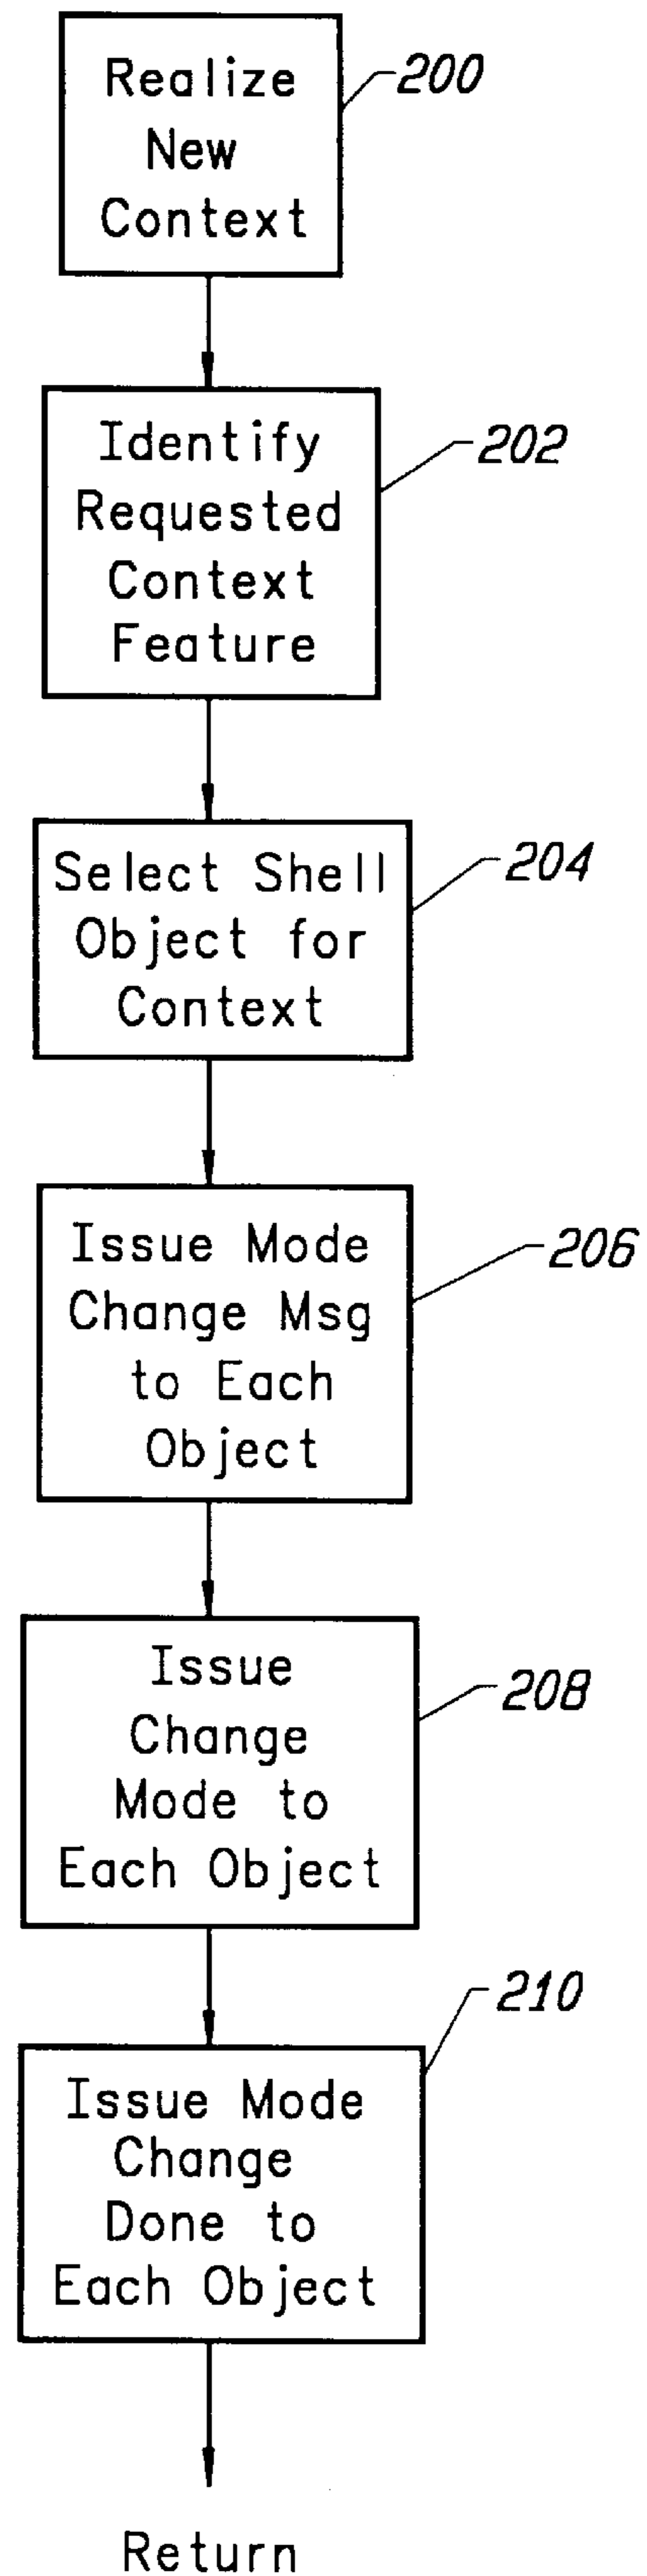 Realize
New
Context
200
Identify
Requested
Context
Feature
202
Select Shell
Object for
Context
204
Issue Mode
Change Msg
to Each
Object
206
Issue
Change
Mode to
Each Object
208
Issue Mode
Change
Done to
Each Object
210
Return